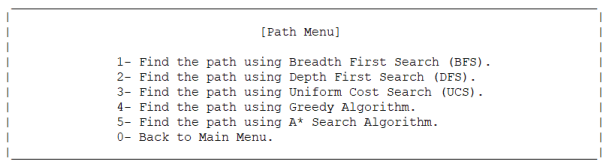 [Path Menu]
1- Find the path using Breadth First Search (BFS).
2- Find the path using Depth First Search (DFS).
3- Find the path using Uniform Cost Search (UCS).
4- Find the path using Greedy Algorithm.
5- Find the path using A* Search Algorithm.
0- Back to Main Menu.